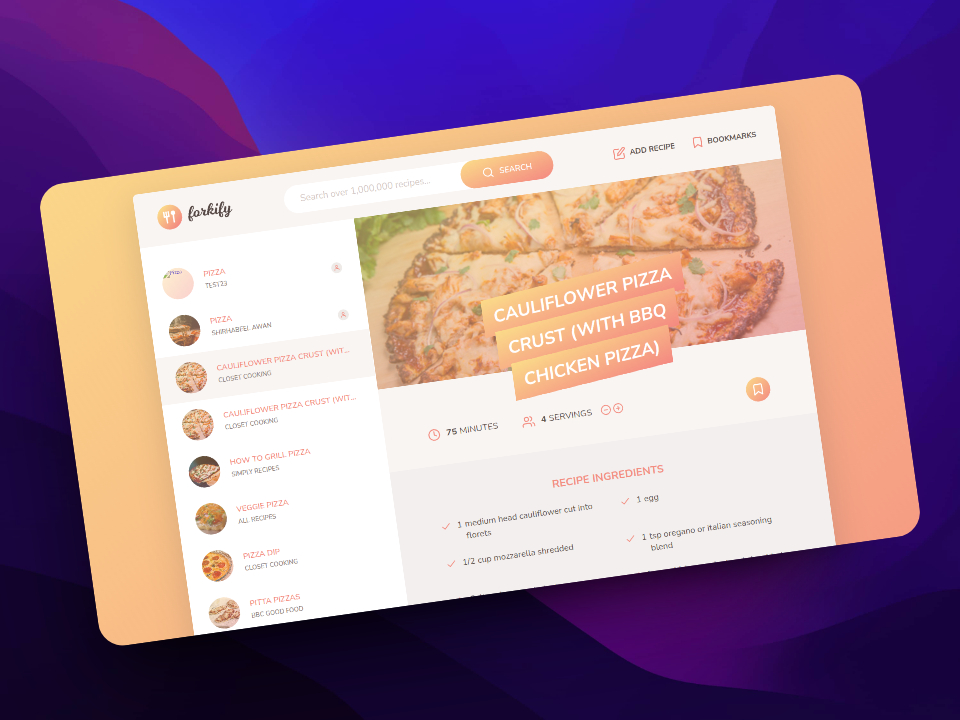 forkify
Search over 1,000,000 recipes...
SEARCH
ADD RECIPE
BOOKMARKS
PIZZA
TEST23
PIZZA
CAULIFLOWER PIZZA CRUST (WIT...
CLOSET COOKING
CAULIFLOWER PIZZA CRUST (WIT...
CLOSET COOKING
HOW TO GRILL PIZZA
SIMPLY RECIPES
VEGGIE PIZZA
ALL RECIPES
PIZZA DIP
CLOSET COOKING
PITTA PIZZAS
BBC GOOD FOOD
CAULIFLOWER PIZZA
CRUST (WITH BBQ
CHICKEN PIZZA)
75 MINUTES
4 SERVINGS
RECIPE INGREDIENTS
1 medium head cauliflower cut into
florets
1 egg
1/2 cup mozzarella shredded
1 tsp oregano or italian seasoning
blend